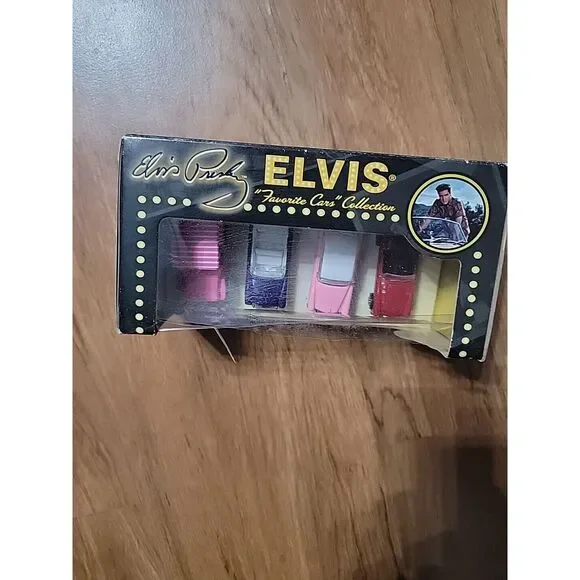 Elvis Presley
ELVIS®
"Favorite Cars" Collection